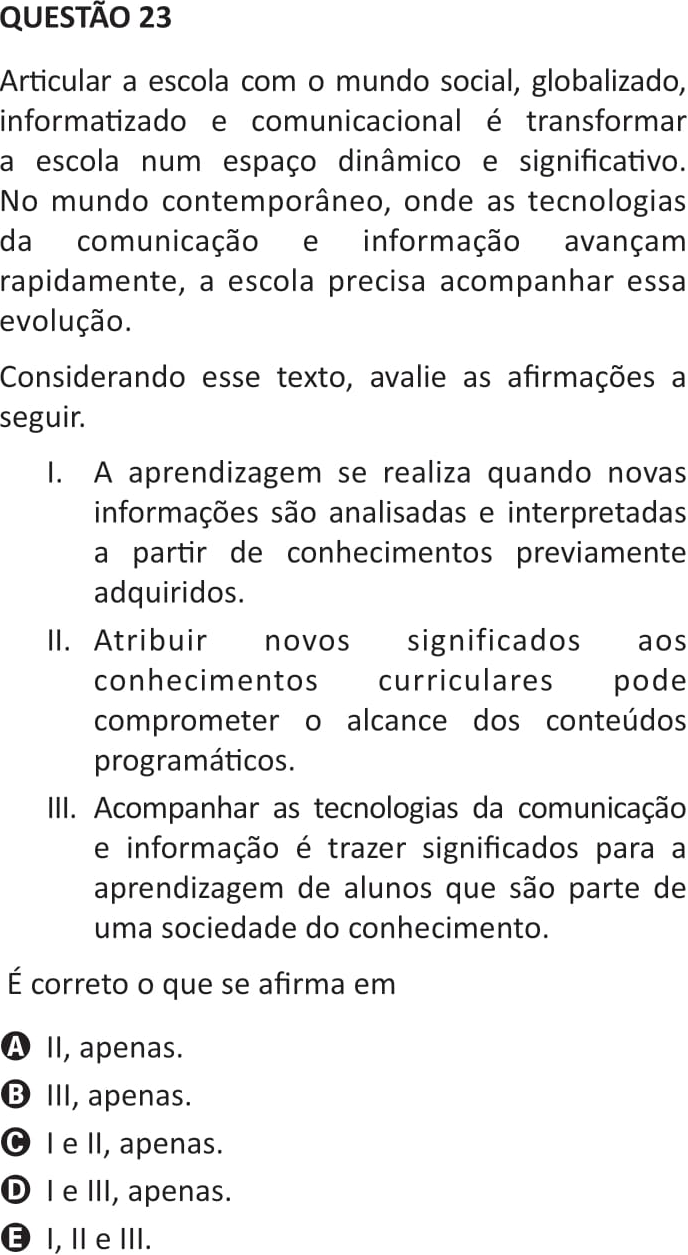 QUESTÃO 23
Articular a escola com o mundo social, globalizado,
informatizado e comunicacional é transformar
a escola num espaço dinâmico e significativo.
No mundo contemporâneo, onde as tecnologias
da comunicação e informação avançam
rapidamente, a escola precisa acompanhar essa
evolução.
Considerando esse texto, avalie as afirmações a
seguir.
I. A aprendizagem se realiza quando novas
informações são analisadas e interpretadas
a partir de conhecimentos previamente
adquiridos.
II. Atribuir novos significados aos
conhecimentos curriculares pode
comprometer o alcance dos conteúdos
programáticos.
III. Acompanhar as tecnologias da comunicação
e informação é trazer significados para a
aprendizagem de alunos que são parte de
uma sociedade do conhecimento.
É correto o que se afirma em
A II, apenas.
B III, apenas.
C I e II, apenas.
D I e III, apenas.
E I, II e III.